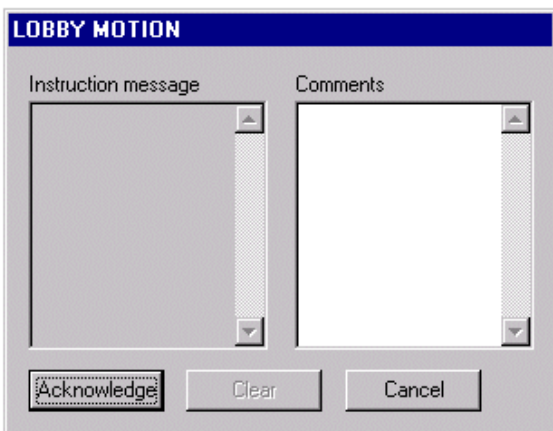 LOBBY MOTION
Instruction message Comments
Acknowledge Clear Cancel